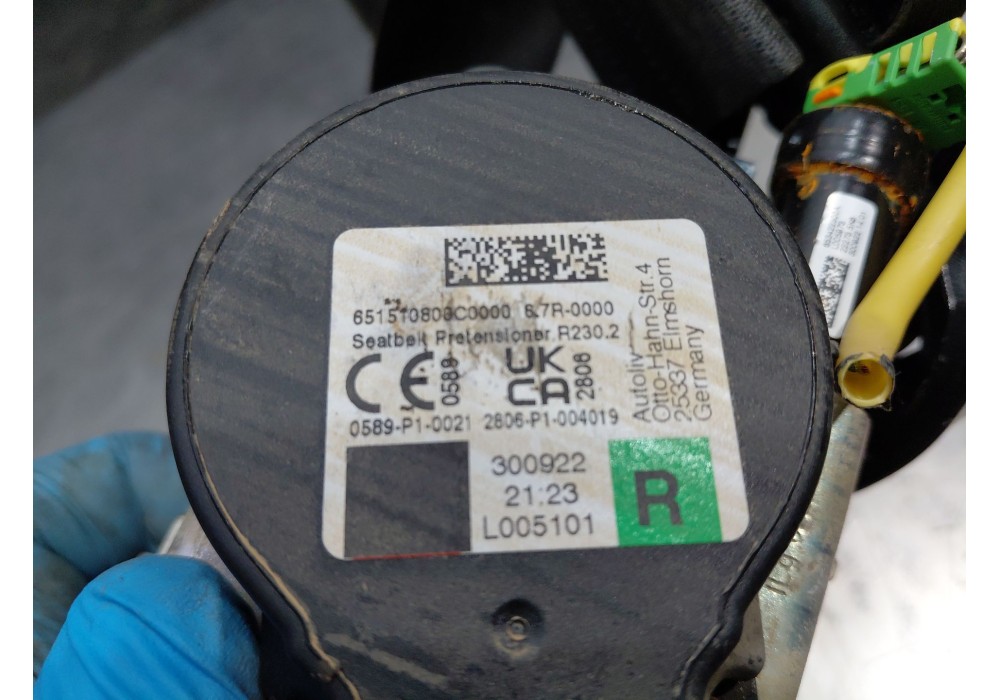 651510800C0000 6.7R-0000
Seatbelt Pretensioner R230.2
CE 0589
UK
CA 2808
0589-P1-0021 2806-P1-004019
Autoliv
Otto-Hahn-Str.4
25337 Elmshorn
Germany
300922
21:23
L005101
R